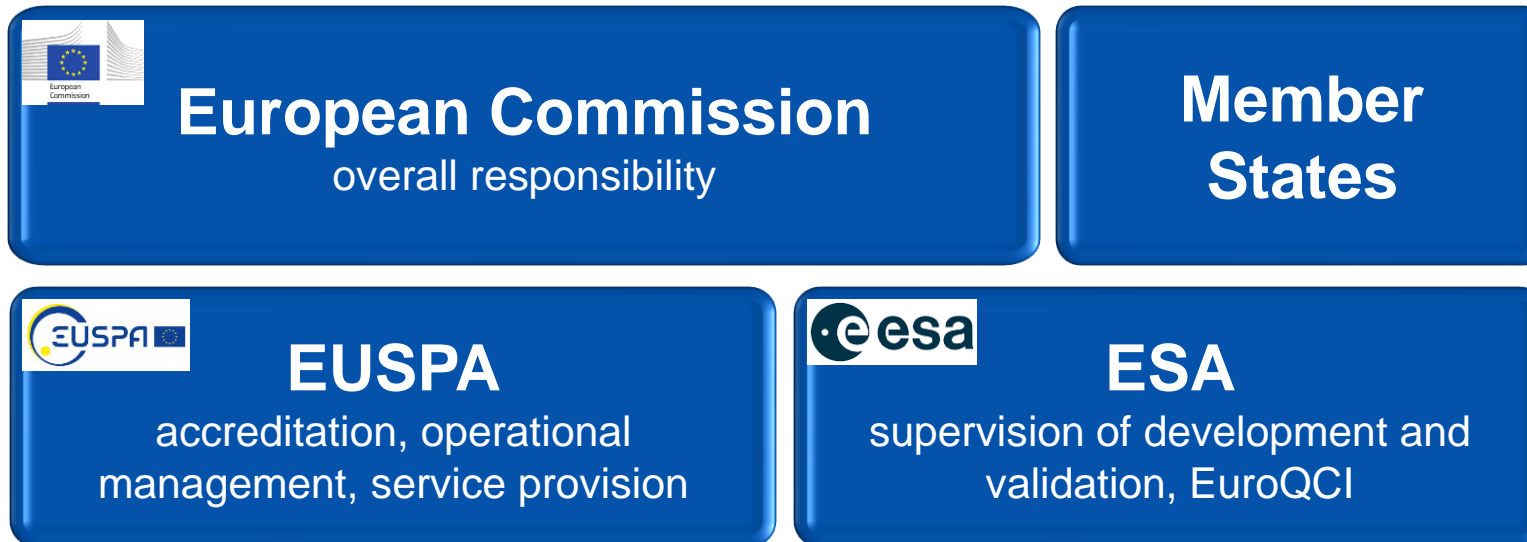 European
Commission
European Commission
overall responsibility
Member
States
EUSPA
EUSPA
accreditation, operational
management, service provision
esa
ESA
supervision of development and
validation, EuroQCI